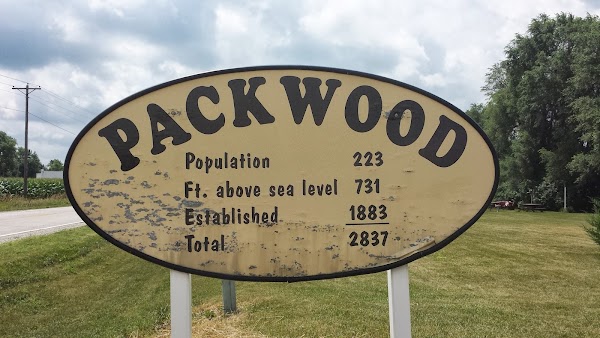 PACKWOOD
Population 223
Ft. above sea level 731
Established 1883
Total 2837